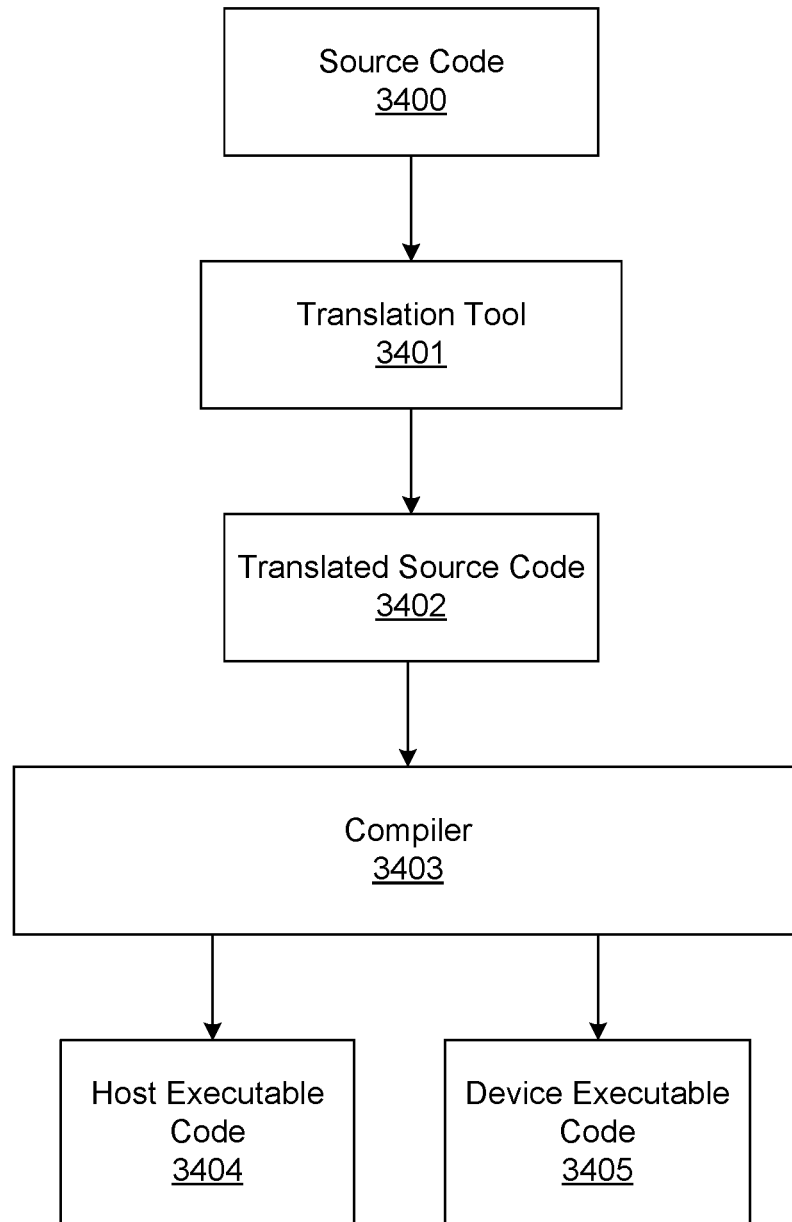 Source Code
3400
Translation Tool
3401
Translated Source Code
3402
Compiler
3403
Host Executable
Code
3404
Device Executable
Code
3405